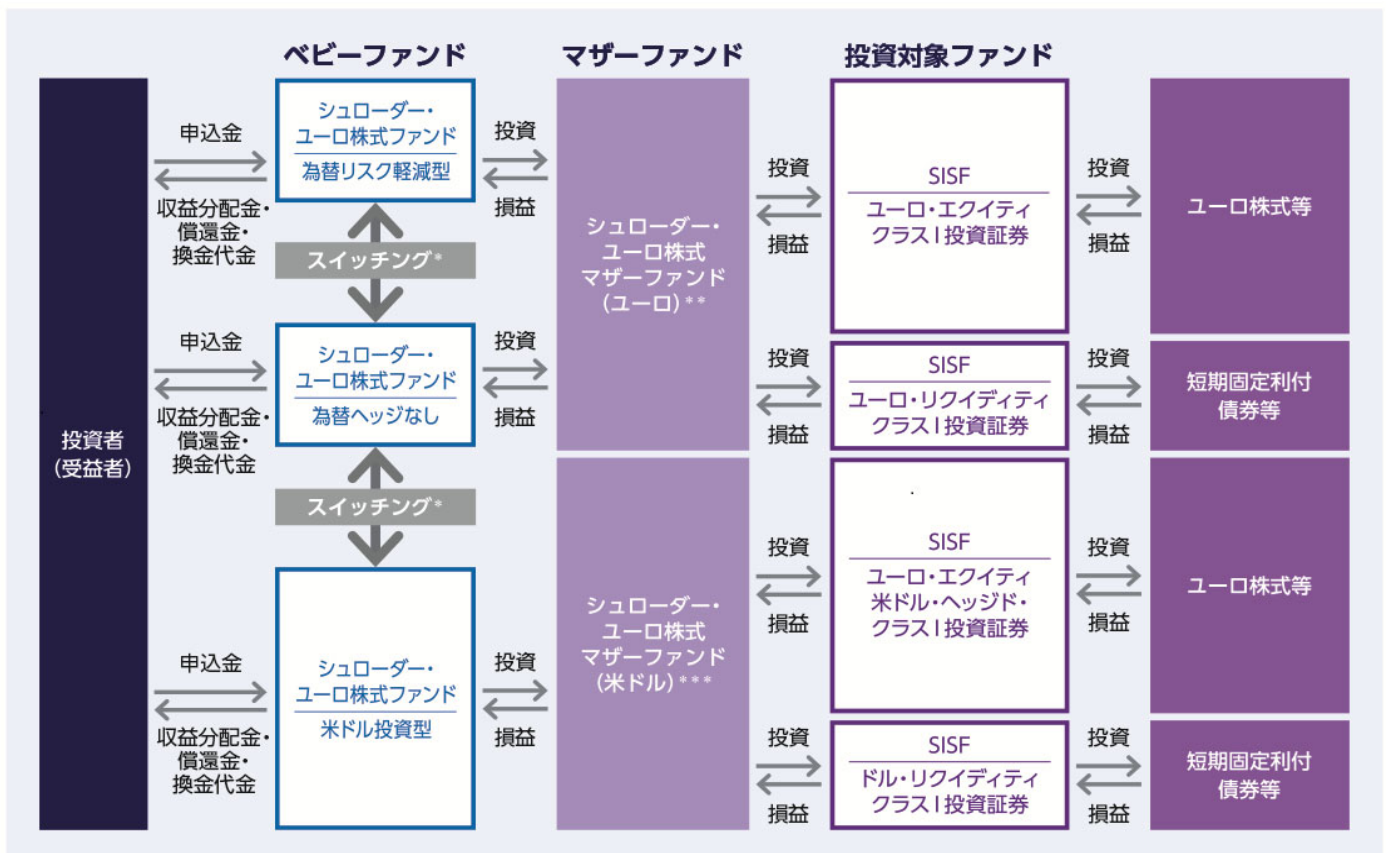 ベビーファンド
マザーファンド
投資対象ファンド
投資者
(受益者)
申込金
収益分配金・
償還金・
換金代金
シュローダー・
ユーロ株式ファンド
為替リスク軽減型
投資
損益
スイッチング*
申込金
収益分配金・
償還金・
換金代金
シュローダー・
ユーロ株式ファンド
為替ヘッジなし
投資
損益
スイッチング*
申込金
収益分配金・
償還金・
換金代金
シュローダー・
ユーロ株式ファンド
米ドル投資型
投資
損益
シュローダー・
ユーロ株式
マザーファンド
(ユーロ)**
投資
損益
SISF
ユーロ・エクイティ
クラスI投資証券
投資
損益
ユーロ株式等
投資
損益
SISF
ユーロ・リクイディティ
クラスI投資証券
投資
損益
短期固定利付
債券等
シュローダー・
ユーロ株式
マザーファンド
(米ドル)***
投資
損益
SISF
ユーロ・エクイティ
米ドル・ヘッジド・
クラスI投資証券
投資
損益
ユーロ株式等
投資
損益
SISF
ドル・リクイディティ
クラスI投資証券
投資
損益
短期固定利付
債券等